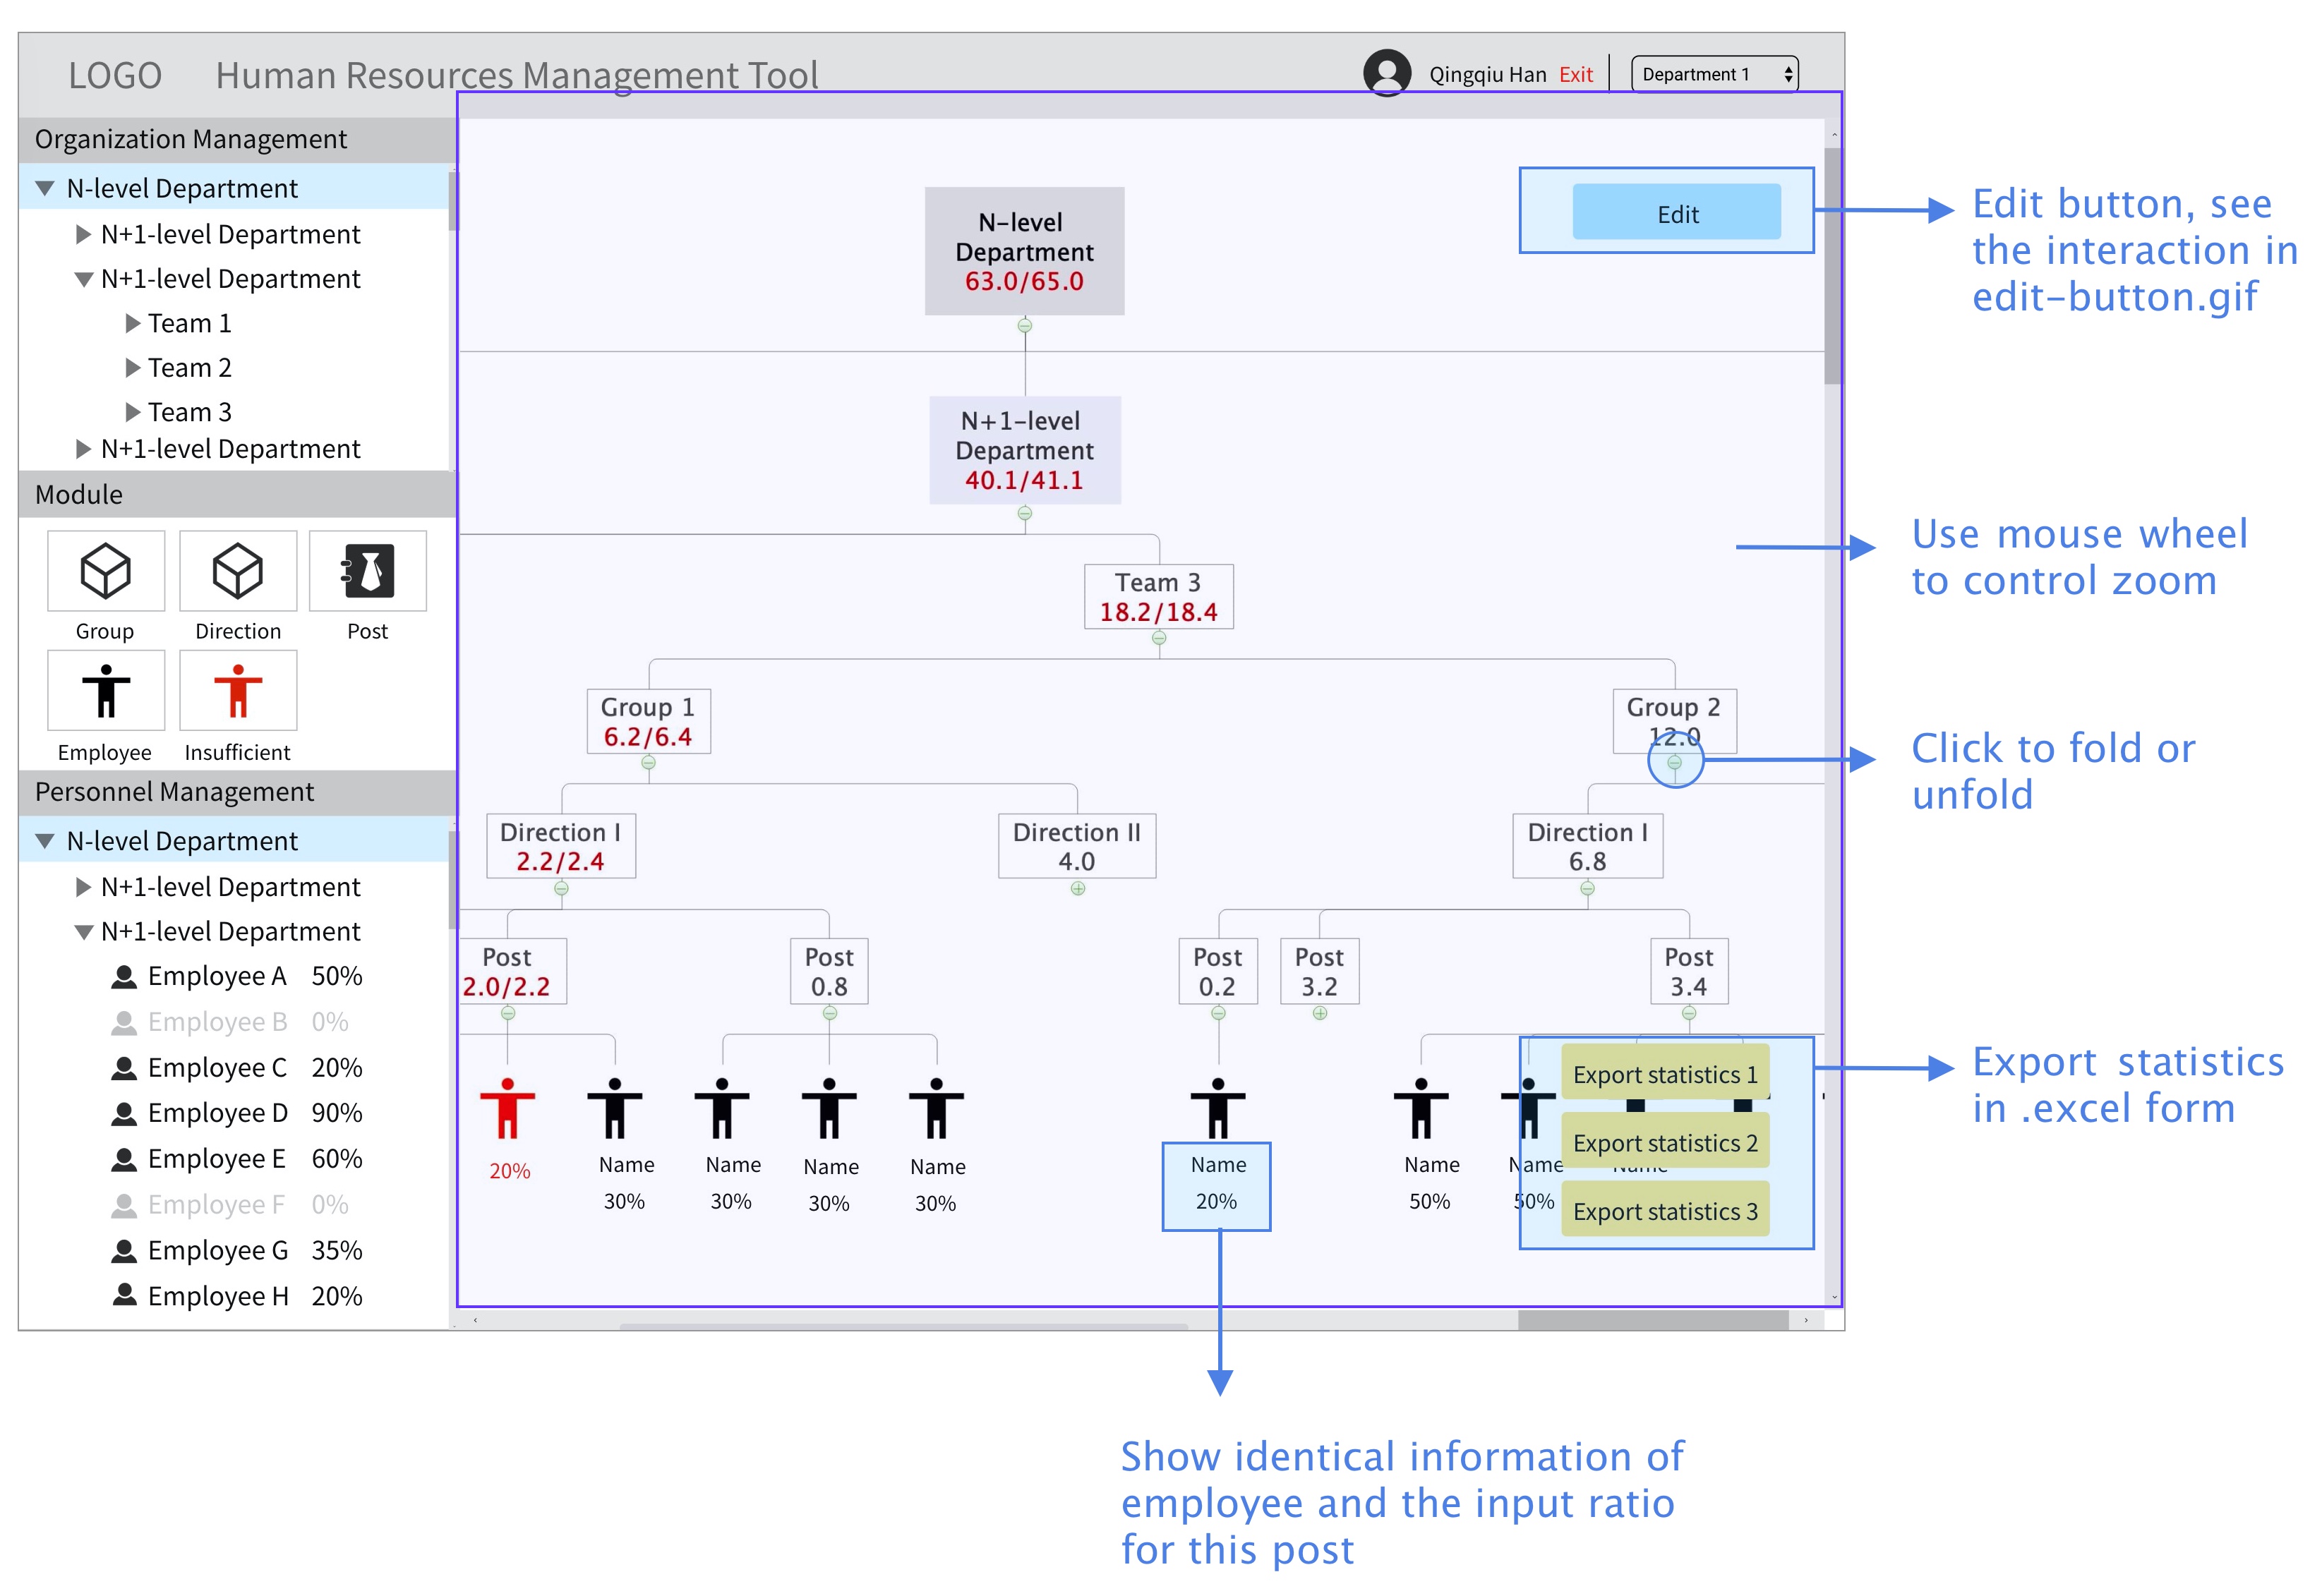 LOGO Human Resources Management Tool
Qingqiu Han Exit Department 1
Organization Management
N-level Department
N+1-level Department
N+1-level Department
Team 1
Team 2
Team 3
N+1-level Department
Module
Group Direction Post
Employee Insufficient
Personnel Management
N-level Department
N+1-level Department
N+1-level Department
Employee A 50%
Employee B 0%
Employee C 20%
Employee D 90%
Employee E 60%
Employee F 0%
Employee G 35%
Employee H 20%
N-level
Department
63.0/65.0
Edit
N+1-level
Department
40.1/41.1
Team 3
18.2/18.4
Group 1
6.2/6.4
Group 2
12.0
Direction I
2.2/2.4
Direction II
4.0
Direction I
6.8
Post
2.0/2.2
Post
0.8
Post
0.2
Post
3.2
Post
3.4
20%
Name
30%
Name
30%
Name
30%
Name
30%
Name
20%
Name
50%
Name
50%
Name
Export statistics 1
Export statistics 2
Export statistics 3
Edit button, see
the interaction in
edit-button.gif
Use mouse wheel
to control zoom
Click to fold or
unfold
Export statistics
in .excel form
Show identical information of
employee and the input ratio
for this post